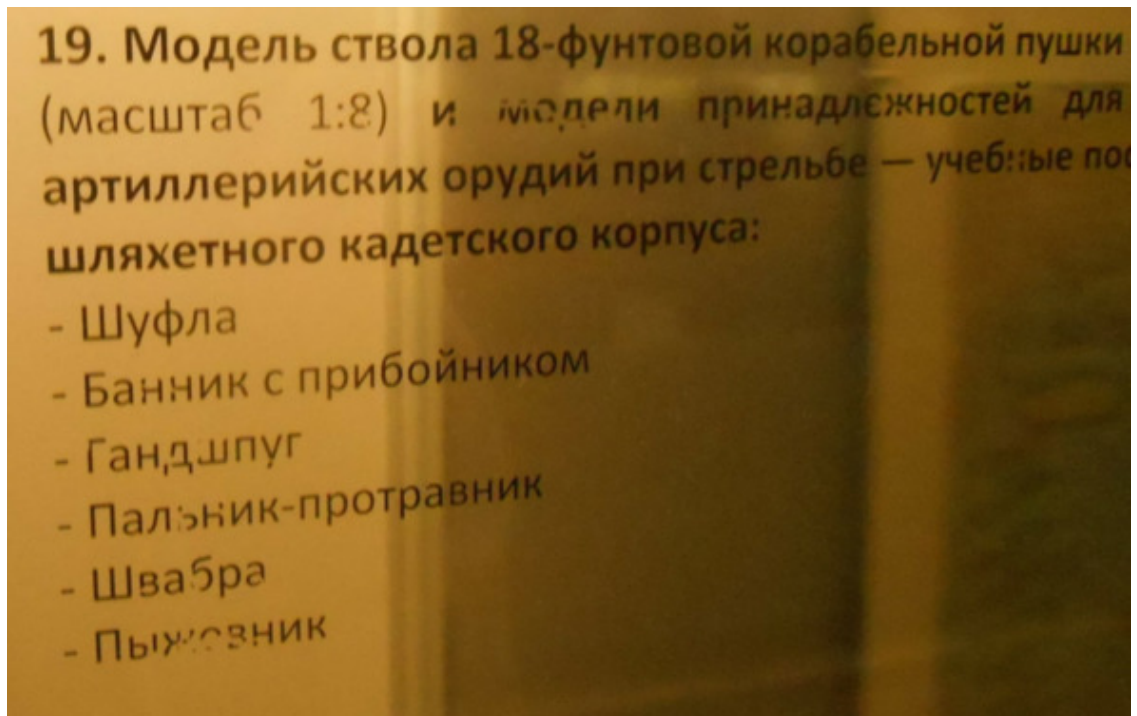 19. Модель ствола 18-фунтовой корабельной пушки
(масштаб 1:8) и модели принадлежностей для
артиллерийских орудий при стрельбе — учебные
шляхетного кадетского корпуса:
- Шуфла
- Банник с прибойником
- Гандшпуг
- Пальник-протравник
- Швабра
- Пыжовник